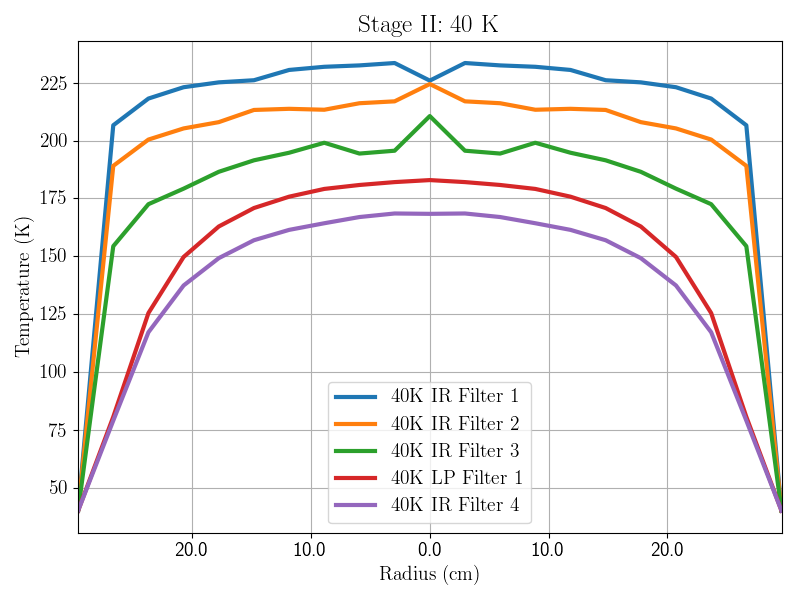 Stage II: 40 K
Temperature (K)
225
200
175
150
125
100
75
50
40K IR Filter 1
40K IR Filter 2
40K IR Filter 3
40K LP Filter 1
40K IR Filter 4
20.0 10.0 0.0 10.0 20.0
Radius (cm)